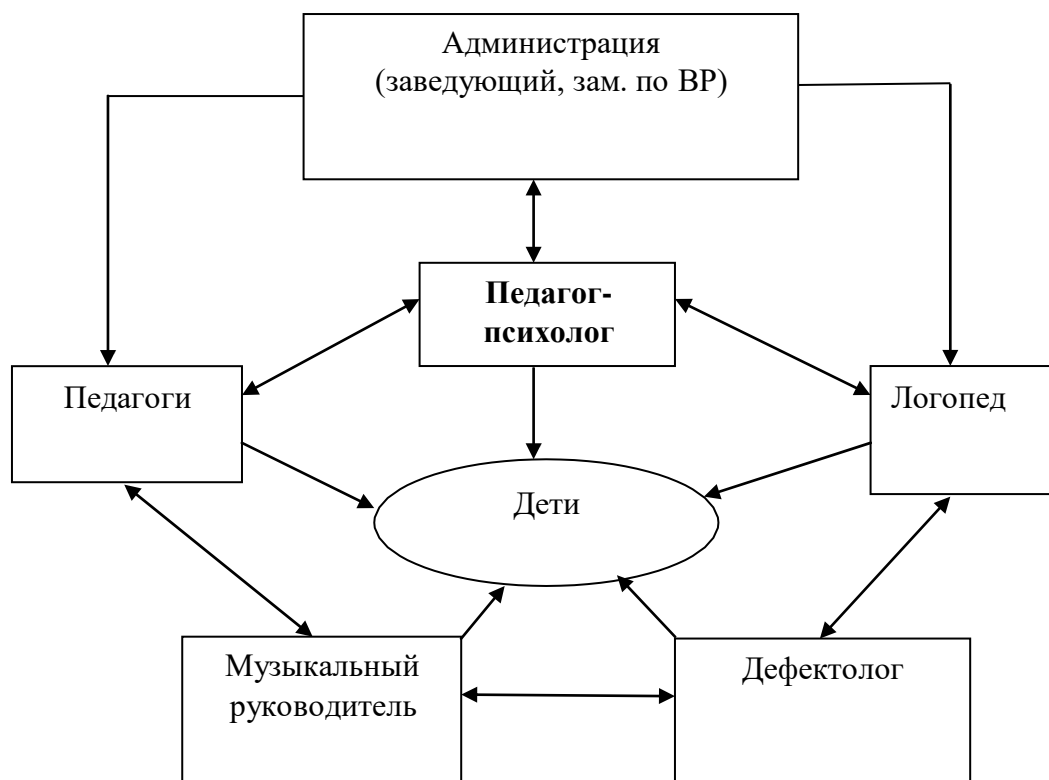 Администрация
(заведующий, зам. по ВР)
Педагог-
психолог
Педагоги
Логопед
Дети
Музыкальный
руководитель
Дефектолог